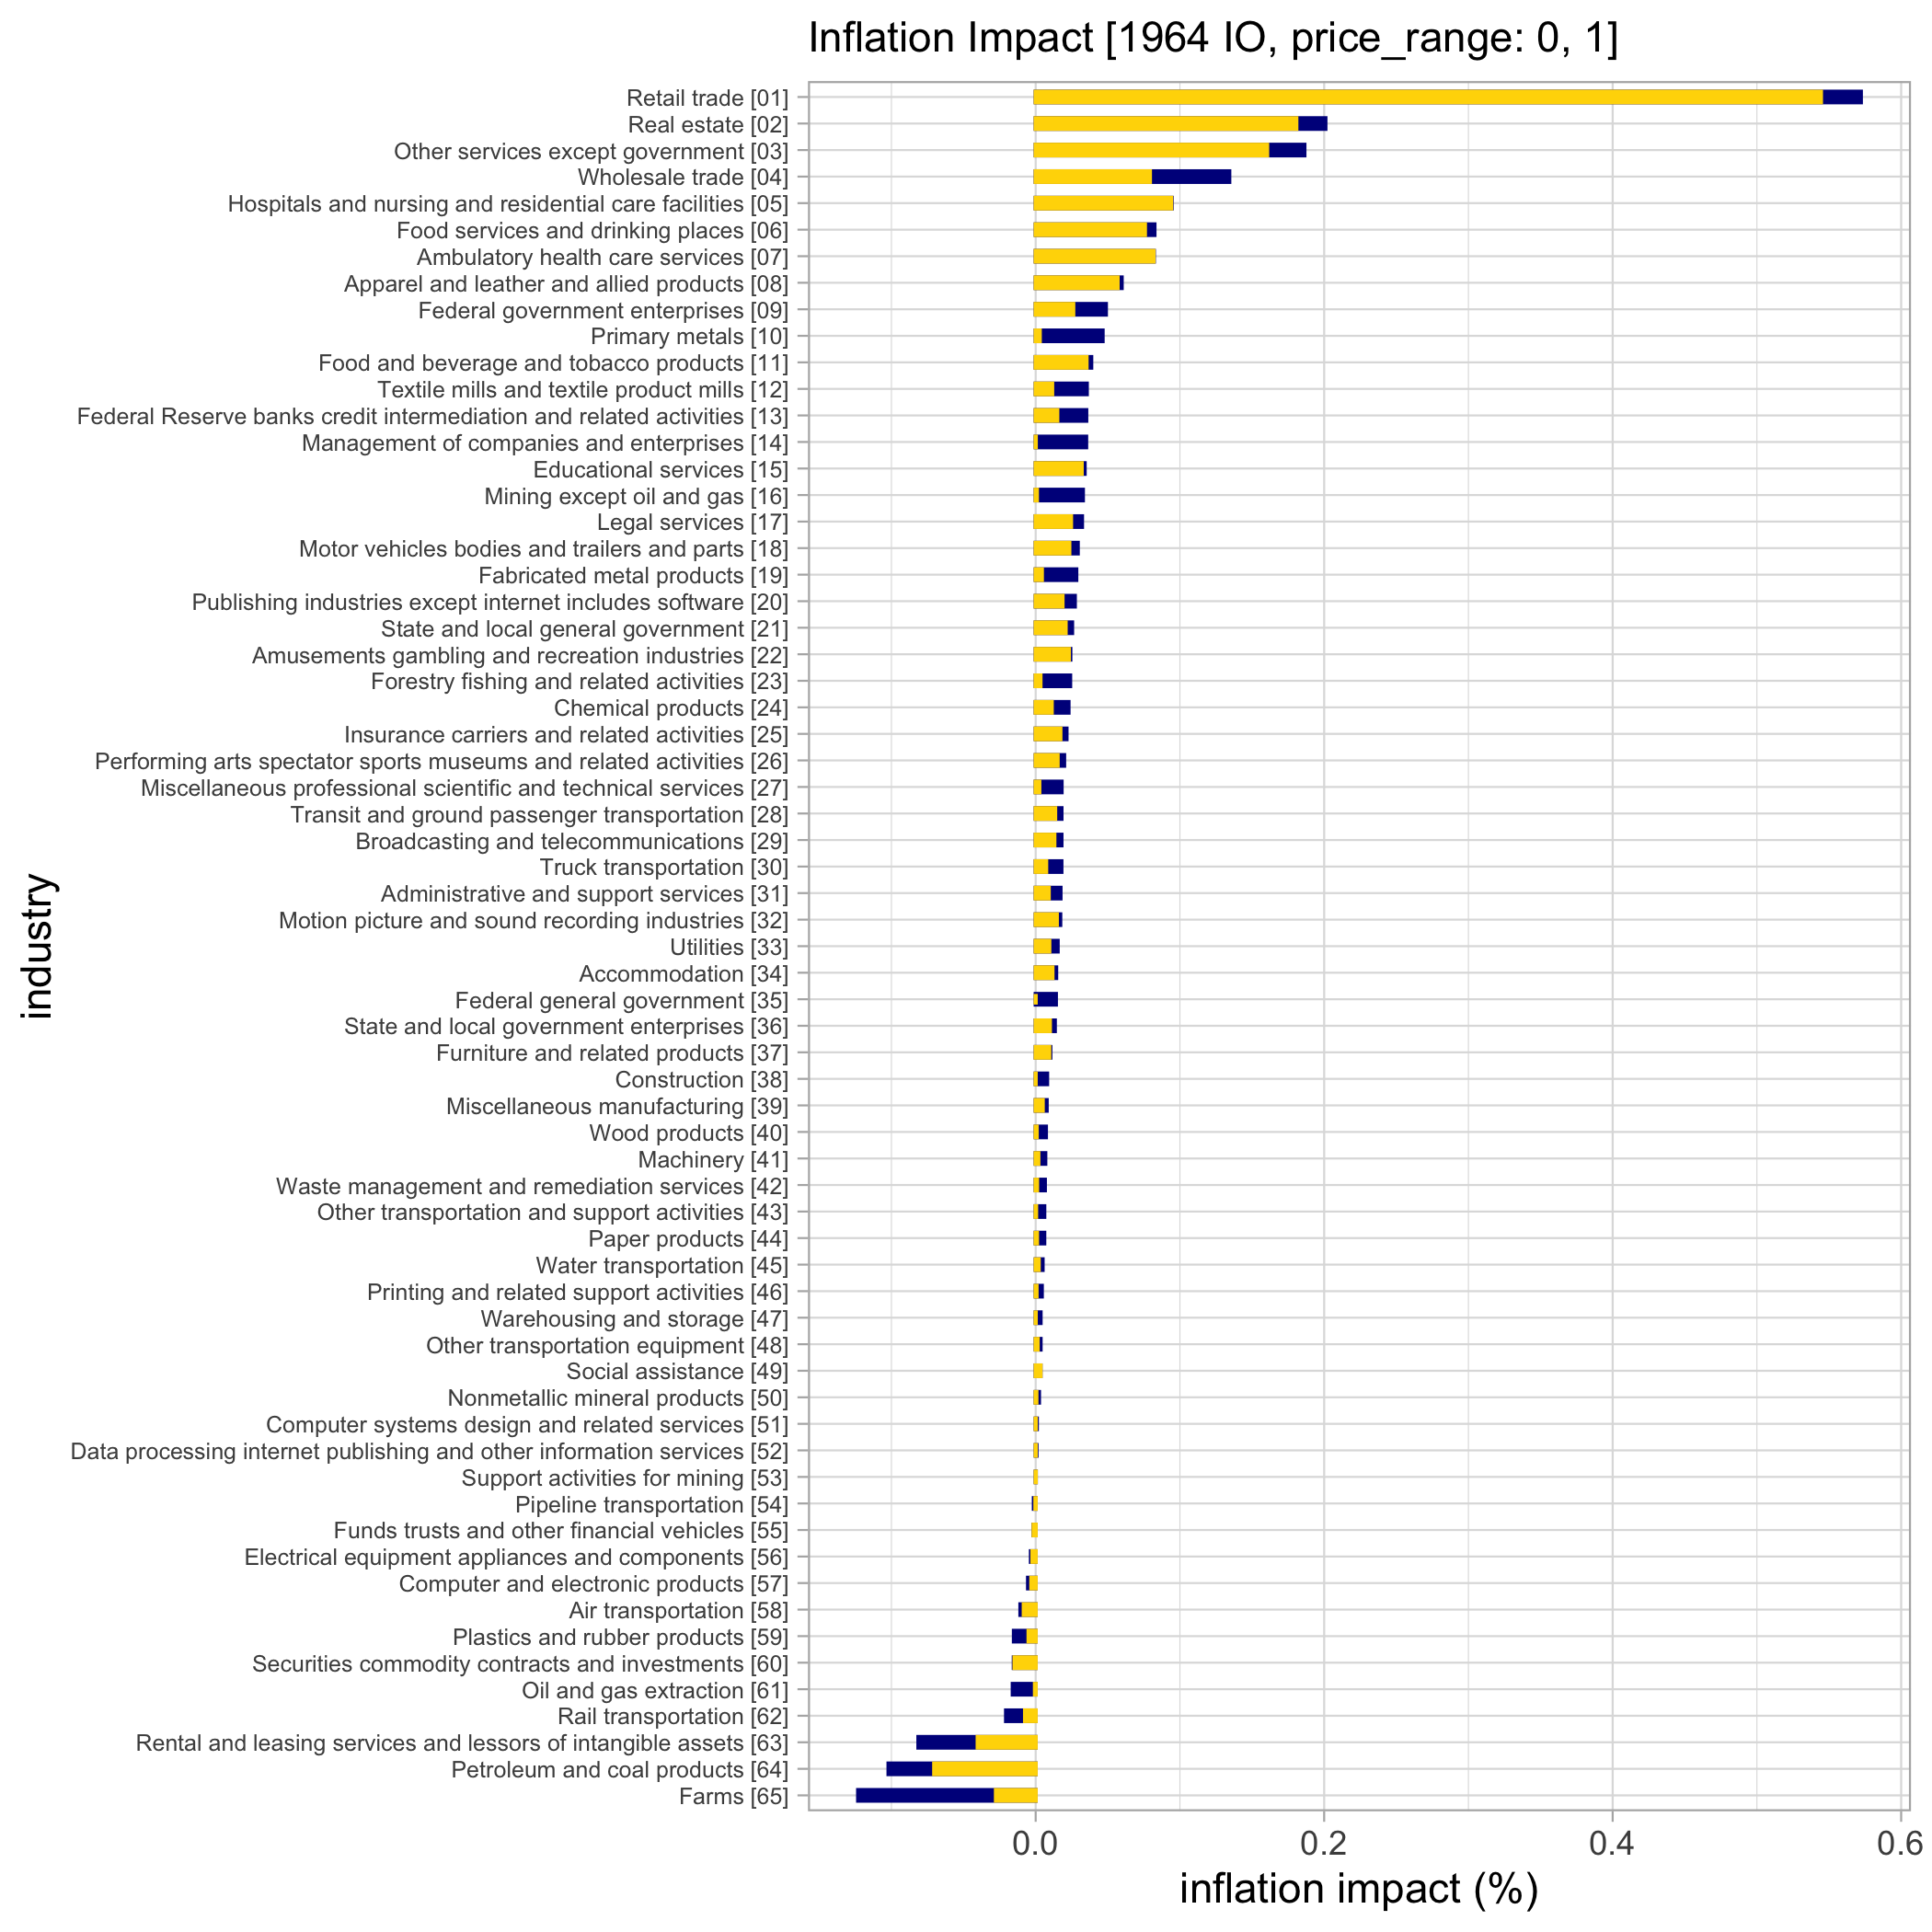 Inflation Impact [1964 IO, price_range: 0, 1]
Retail trade [01]
Real estate [02]
Other services except government [03]
Wholesale trade [04]
Hospitals and nursing and residential care facilities [05]
Food services and drinking places [06]
Ambulatory health care services [07]
Apparel and leather and allied products [08]
Federal government enterprises [09]
Primary metals [10]
Food and beverage and tobacco products [11]
Textile mills and textile product mills [12]
Federal Reserve banks credit intermediation and related activities [13]
Management of companies and enterprises [14]
Educational services [15]
Mining except oil and gas [16]
Legal services [17]
Motor vehicles bodies and trailers and parts [18]
Fabricated metal products [19]
Publishing industries except internet includes software [20]
State and local general government [21]
Amusements gambling and recreation industries [22]
Forestry fishing and related activities [23]
Chemical products [24]
Insurance carriers and related activities [25]
Performing arts spectator sports museums and related activities [26]
Miscellaneous professional scientific and technical services [27]
Transit and ground passenger transportation [28]
Broadcasting and telecommunications [29]
Truck transportation [30]
Administrative and support services [31]
Motion picture and sound recording industries [32]
Utilities [33]
Accommodation [34]
Federal general government [35]
State and local government enterprises [36]
Furniture and related products [37]
Construction [38]
Miscellaneous manufacturing [39]
Wood products [40]
Machinery [41]
Waste management and remediation services [42]
Other transportation and support activities [43]
Paper products [44]
Water transportation [45]
Printing and related support activities [46]
Warehousing and storage [47]
Other transportation equipment [48]
Social assistance [49]
Nonmetallic mineral products [50]
Computer systems design and related services [51]
Data processing internet publishing and other information services [52]
Support activities for mining [53]
Pipeline transportation [54]
Funds trusts and other financial vehicles [55]
Electrical equipment appliances and components [56]
Computer and electronic products [57]
Air transportation [58]
Plastics and rubber products [59]
Securities commodity contracts and investments [60]
Oil and gas extraction [61]
Rail transportation [62]
Rental and leasing services and lessors of intangible assets [63]
Petroleum and coal products [64]
Farms [65]
industry
0.0 0.2 0.4 0.6
inflation impact (%)